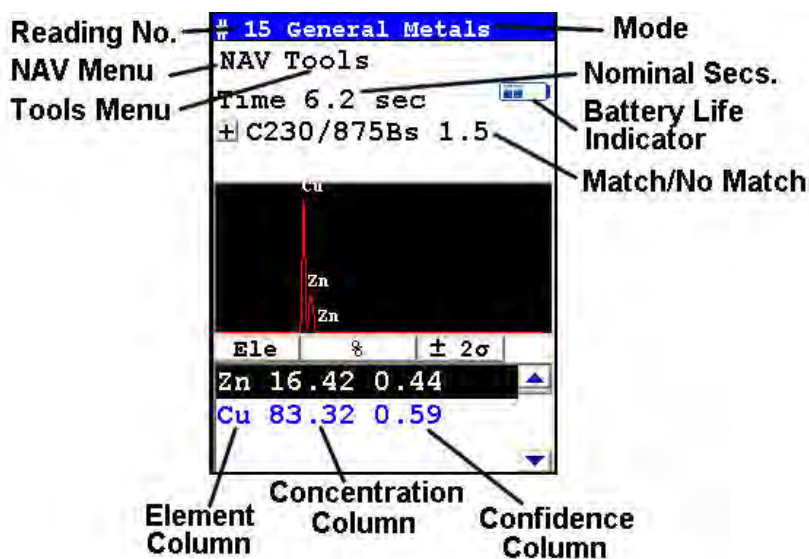 Reading No.
# 15 General Metals
Mode
NAV Menu
NAV Tools
Tools Menu
Nominal Secs.
Time 6.2 sec
Battery Life
Indicator
+ C230/875Bs 1.5
Match/No Match
Cu
Zn
Zn
Ele % ± 2σ
Zn 16.42 0.44
Cu 83.32 0.59
Element
Column
Concentration
Column
Confidence
Column